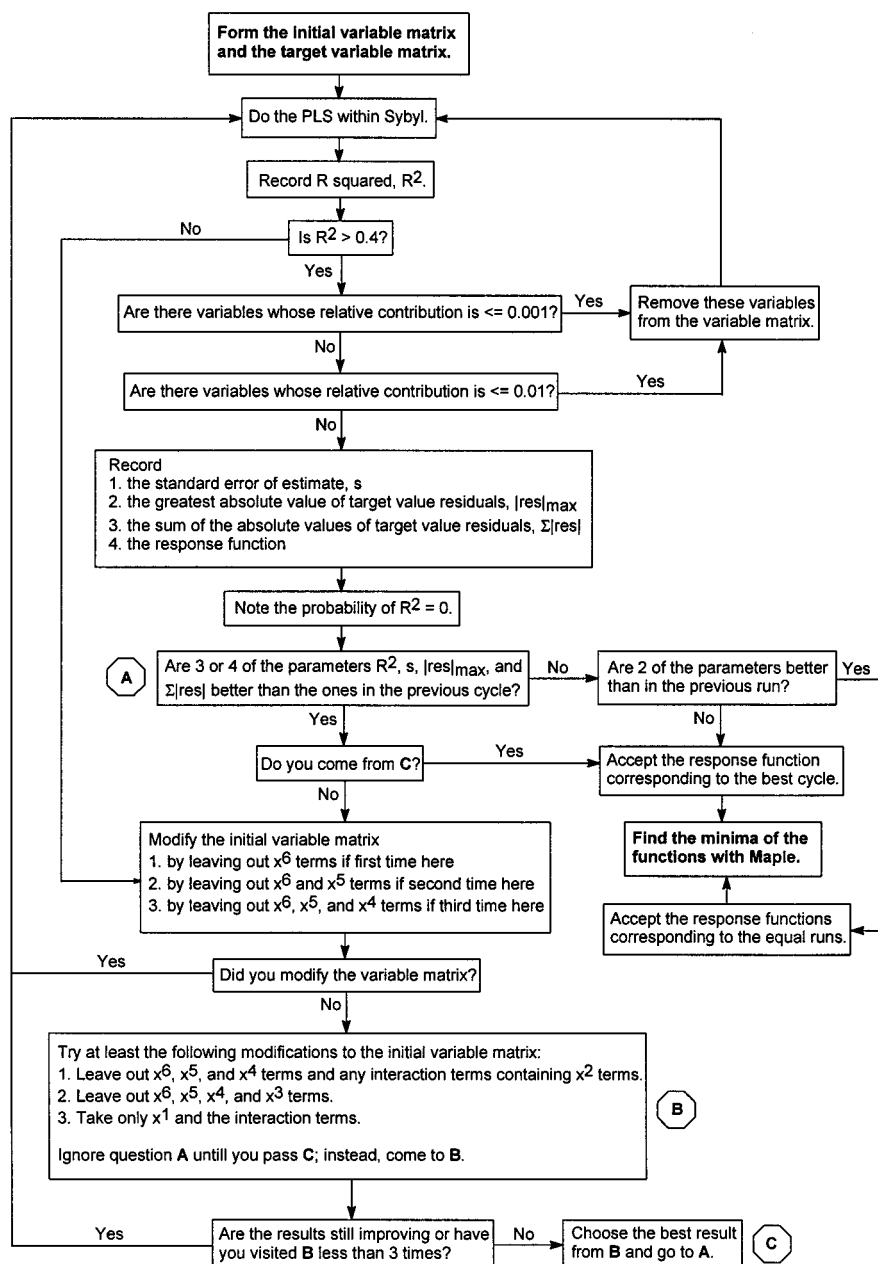 Form the initial variable matrix
and the target variable matrix.
Do the PLS within Sybyl.
Record R squared, R².
Is R² > 0.4?
No
Yes
Are there variables whose relative contribution is <= 0.001?
Yes
Remove these variables
from the variable matrix.
No
Are there variables whose relative contribution is <= 0.01?
Yes
No
Record
1. the standard error of estimate, s
2. the greatest absolute value of target value residuals, |res|max
3. the sum of the absolute values of target value residuals, Σ|res|
4. the response function
Note the probability of R² = 0.
A
Are 3 or 4 of the parameters R², s, |res|max, and
Σ|res| better than the ones in the previous cycle?
No
Are 2 of the parameters better
than in the previous run?
Yes
Yes
No
Do you come from C?
Yes
Accept the response function
corresponding to the best cycle.
No
Find the minima of the
functions with Maple.
Modify the initial variable matrix
1. by leaving out x⁶ terms if first time here
2. by leaving out x⁶ and x⁵ terms if second time here
3. by leaving out x⁶, x⁵, and x⁴ terms if third time here
Accept the response functions
corresponding to the equal runs.
Yes
Did you modify the variable matrix?
No
Try at least the following modifications to the initial variable matrix:
1. Leave out x⁶, x⁵, and x⁴ terms and any interaction terms containing x² terms.
2. Leave out x⁶, x⁵, x⁴, and x³ terms.
3. Take only x¹ and the interaction terms.
Ignore question A untill you pass C; instead, come to B.
B
Yes
Are the results still improving or have
you visited B less than 3 times?
No
Choose the best result
from B and go to A.
C